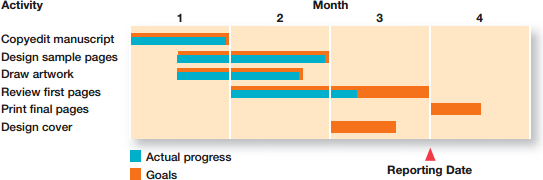 Activity
Month
1 2 3 4
Copyedit manuscript
Design sample pages
Draw artwork
Review first pages
Print final pages
Design cover
Actual progress
Goals
Reporting Date